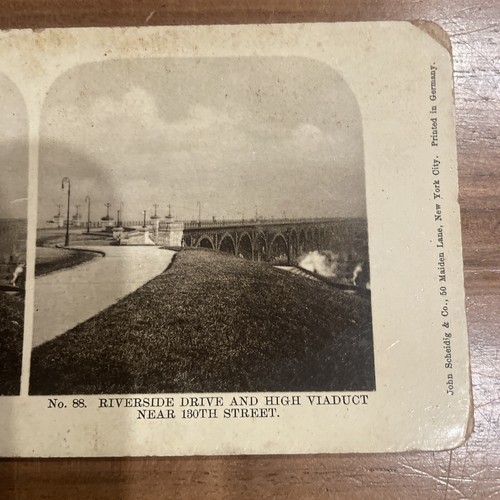 No. 88. RIVERSIDE DRIVE AND HIGH VIADUCT
NEAR 130TH STREET.
John Scheidig & Co., 50 Maiden Lane, New York City. Printed in Germany.